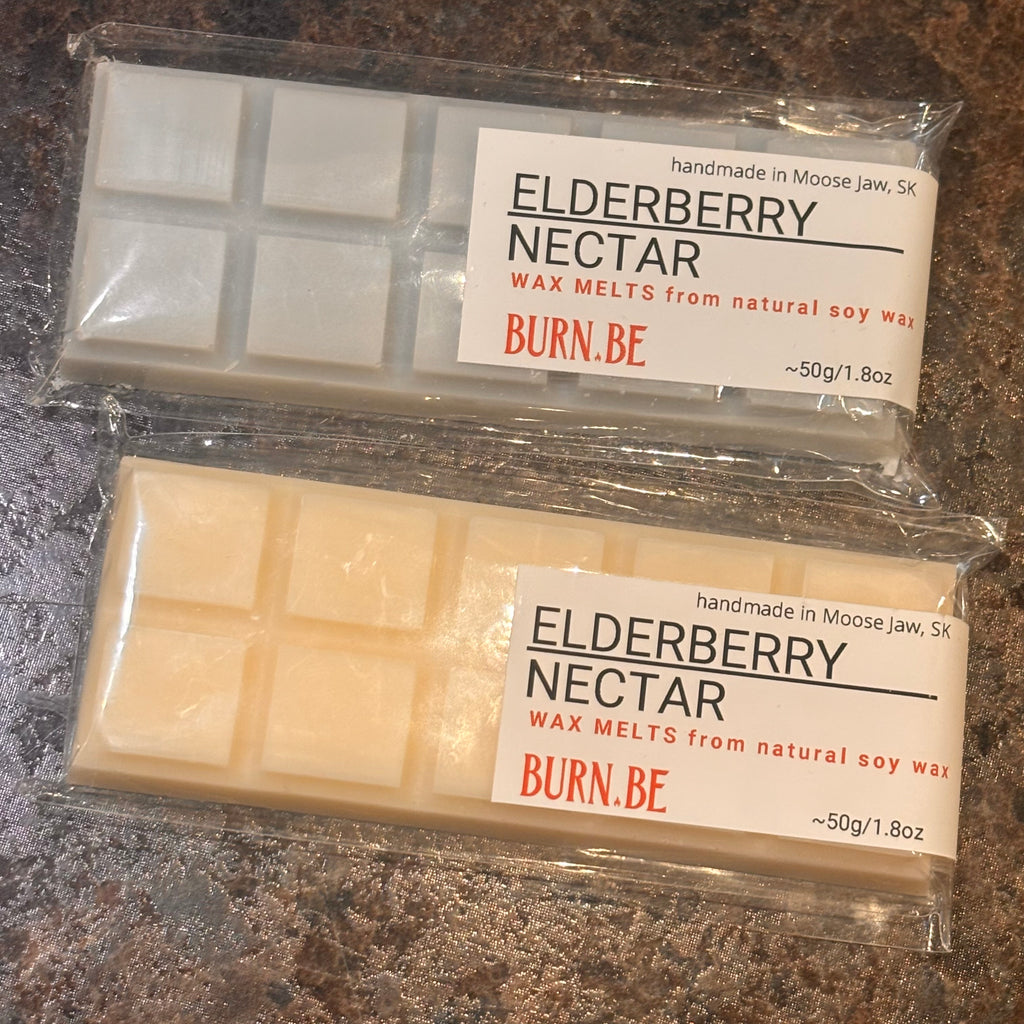 handmade in Moose Jaw, SK
ELDERBERRY
NECTAR
WAX MELTS from natural soy wax
BURN.BE
~50g/1.8oz
handmade in Moose Jaw, SK
ELDERBERRY
NECTAR
WAX MELTS from natural soy wax
BURN.BE
~50g/1.8oz